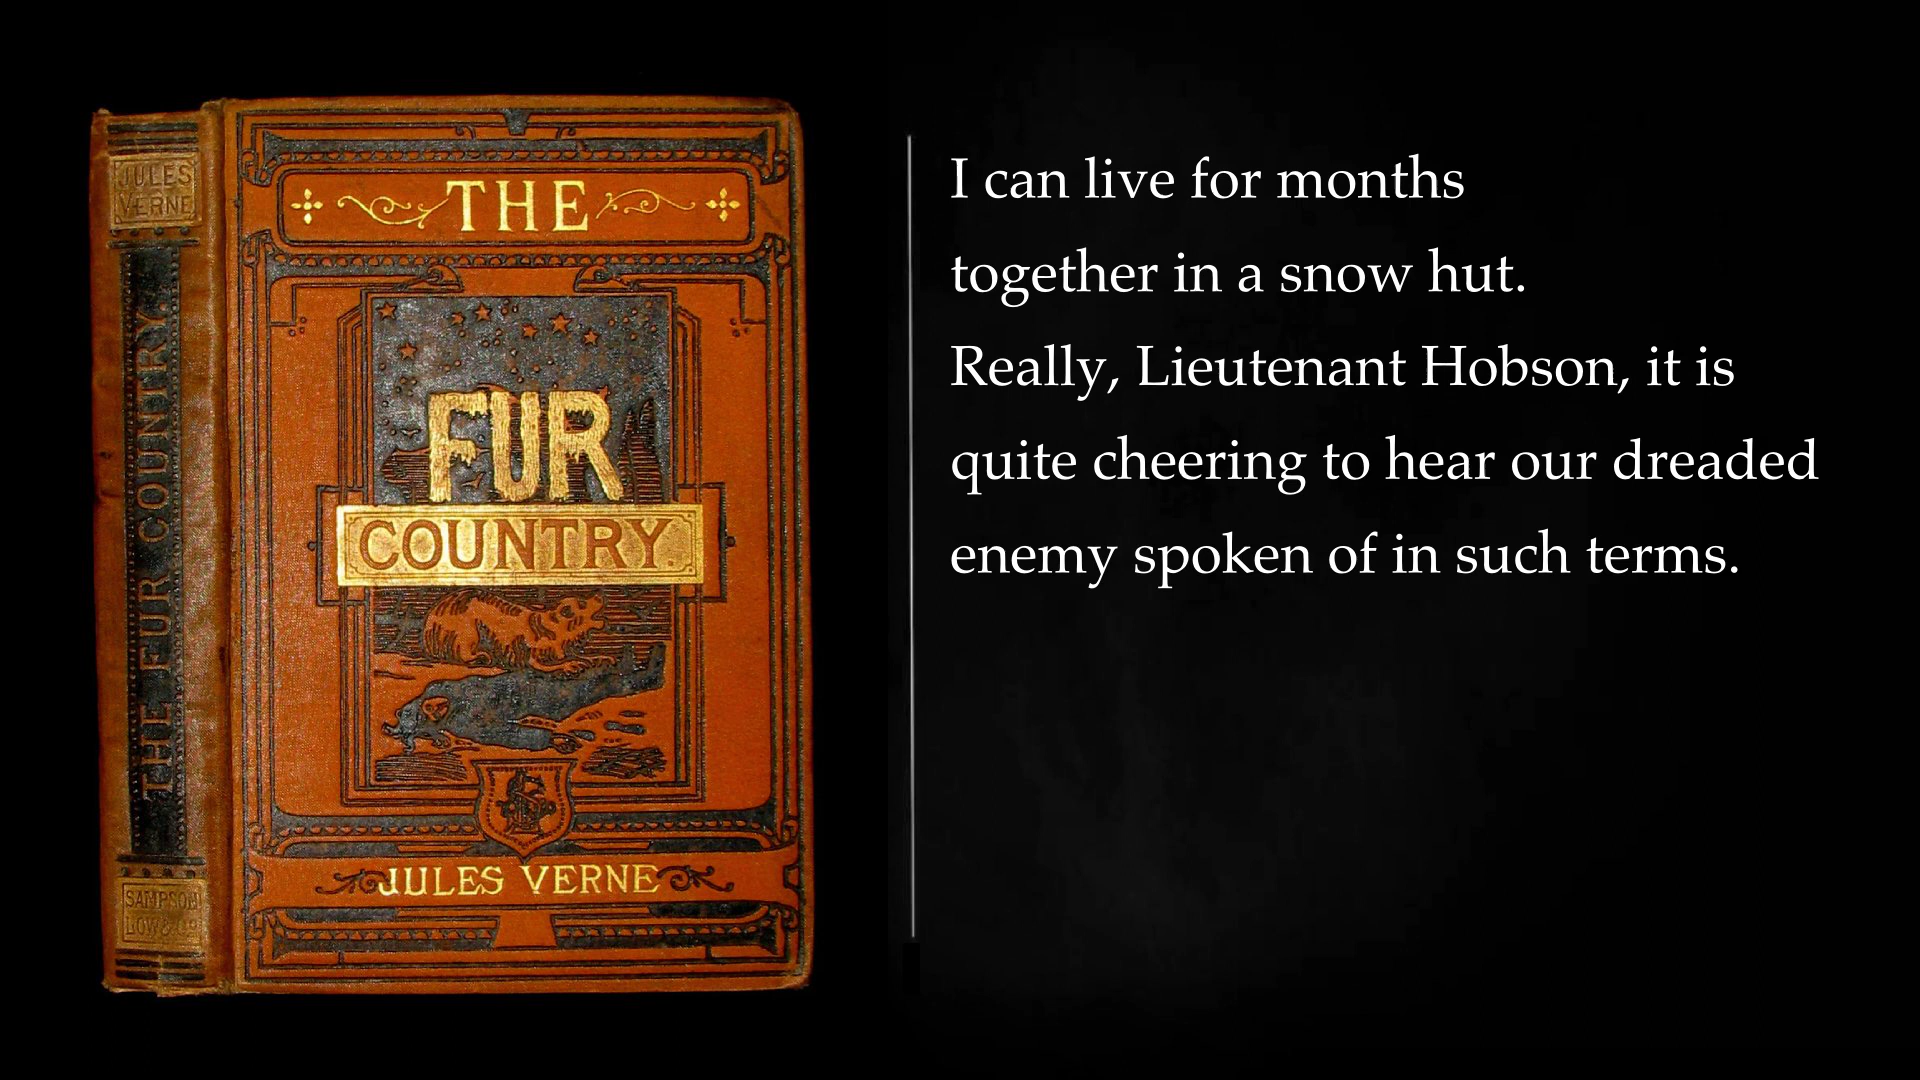 JULES
VERNE
THE FUR COUNTRY.
SAMPSON
LOW & Co
THE
FUR
COUNTRY.
JULES VERNE
I can live for months
together in a snow hut.
Really, Lieutenant Hobson, it is
quite cheering to hear our dreaded
enemy spoken of in such terms.